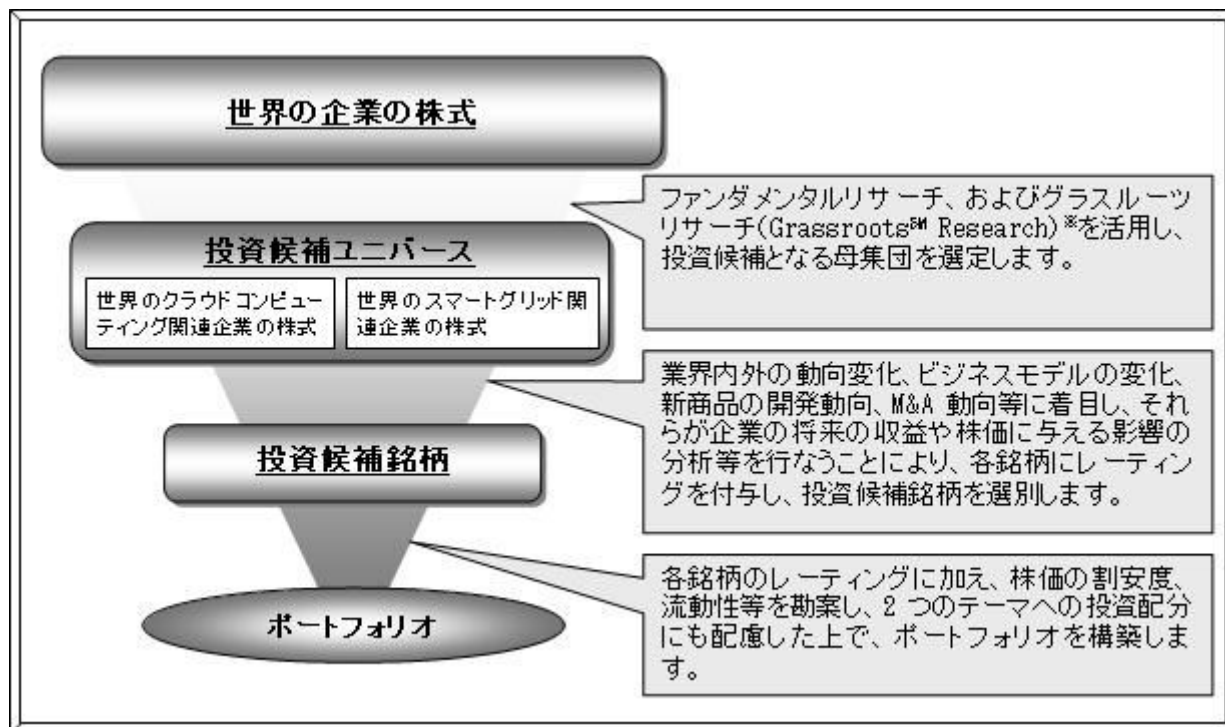 世界の企業の株式
ファンダメンタルリサーチ、およびグラスルーツ
リサーチ(Grassroots℠ Research)※を活用し、
投資候補となる母集団を選定します。
投資候補ユニバース
世界のクラウドコンピュー
ティング関連企業の株式
世界のスマートグリッド関
連企業の株式
業界内外の動向変化、ビジネスモデルの変化、
新商品の開発動向、M&A 動向等に着目し、それ
らが企業の将来の収益や株価に与える影響の
分析等を行なうことにより、各銘柄にレーティン
グを付与し、投資候補銘柄を選別します。
投資候補銘柄
各銘柄のレーティングに加え、株価の割安度、
流動性等を勘案し、2 つのテーマへの投資配分
にも配慮した上で、ポートフォリオを構築しま
す。
ポートフォリオ